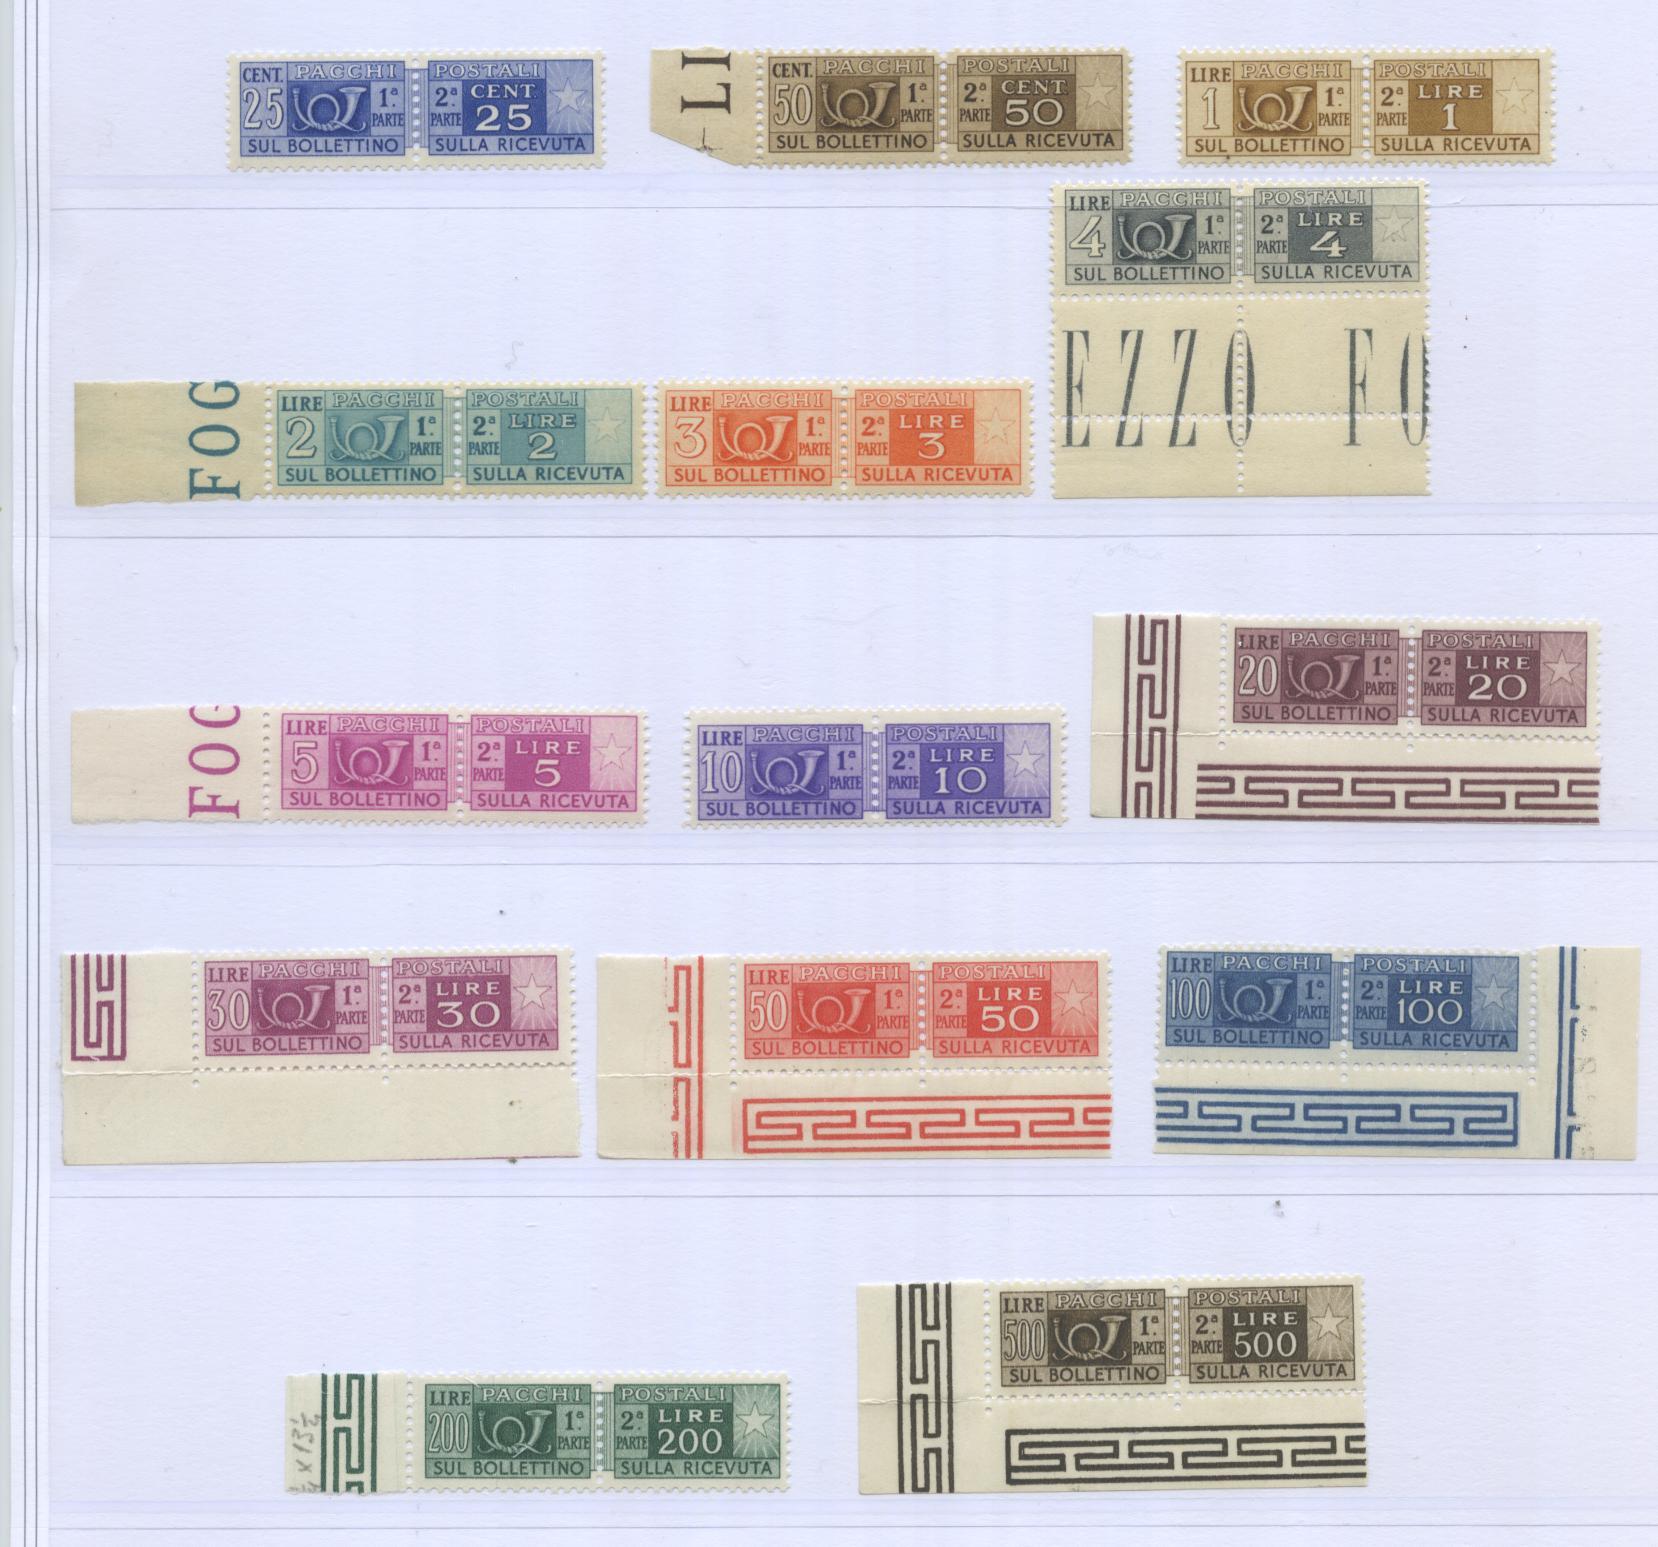 CENT. PACCHI POSTALI
25 1ª PARTE 2ª PARTE CENT 25
SUL BOLLETTINO SULLA RICEVUTA
LI
CENT. PACCHI POSTALI
50 1ª PARTE 2ª PARTE CENT. 50
SUL BOLLETTINO SULLA RICEVUTA
LIRE PACCHI POSTALI
1 1ª PARTE 2ª PARTE LIRE 1
SUL BOLLETTINO SULLA RICEVUTA
LIRE PACCHI POSTALI
4 1ª PARTE 2ª PARTE LIRE 4
SUL BOLLETTINO SULLA RICEVUTA
EZZO FO
FOG
LIRE PACCHI POSTALI
2 1ª PARTE 2ª PARTE LIRE 2
SUL BOLLETTINO SULLA RICEVUTA
LIRE PACCHI POSTALI
3 1ª PARTE 2ª PARTE LIRE 3
SUL BOLLETTINO SULLA RICEVUTA
FOG
LIRE PACCHI POSTALI
5 1ª PARTE 2ª PARTE LIRE 5
SUL BOLLETTINO SULLA RICEVUTA
LIRE PACCHI POSTALI
10 1ª PARTE 2ª PARTE LIRE 10
SUL BOLLETTINO SULLA RICEVUTA
LIRE PACCHI POSTALI
20 1ª PARTE 2ª PARTE LIRE 20
SUL BOLLETTINO SULLA RICEVUTA
LIRE PACCHI POSTALI
30 1ª PARTE 2ª PARTE LIRE 30
SUL BOLLETTINO SULLA RICEVUTA
LIRE PACCHI POSTALI
50 1ª PARTE 2ª PARTE LIRE 50
SUL BOLLETTINO SULLA RICEVUTA
LIRE PACCHI POSTALI
100 1ª PARTE 2ª PARTE LIRE 100
SUL BOLLETTINO SULLA RICEVUTA
LIRE PACCHI POSTALI
200 1ª PARTE 2ª PARTE LIRE 200
SUL BOLLETTINO SULLA RICEVUTA
LIRE PACCHI POSTALI
500 1ª PARTE 2ª PARTE LIRE 500
SUL BOLLETTINO SULLA RICEVUTA